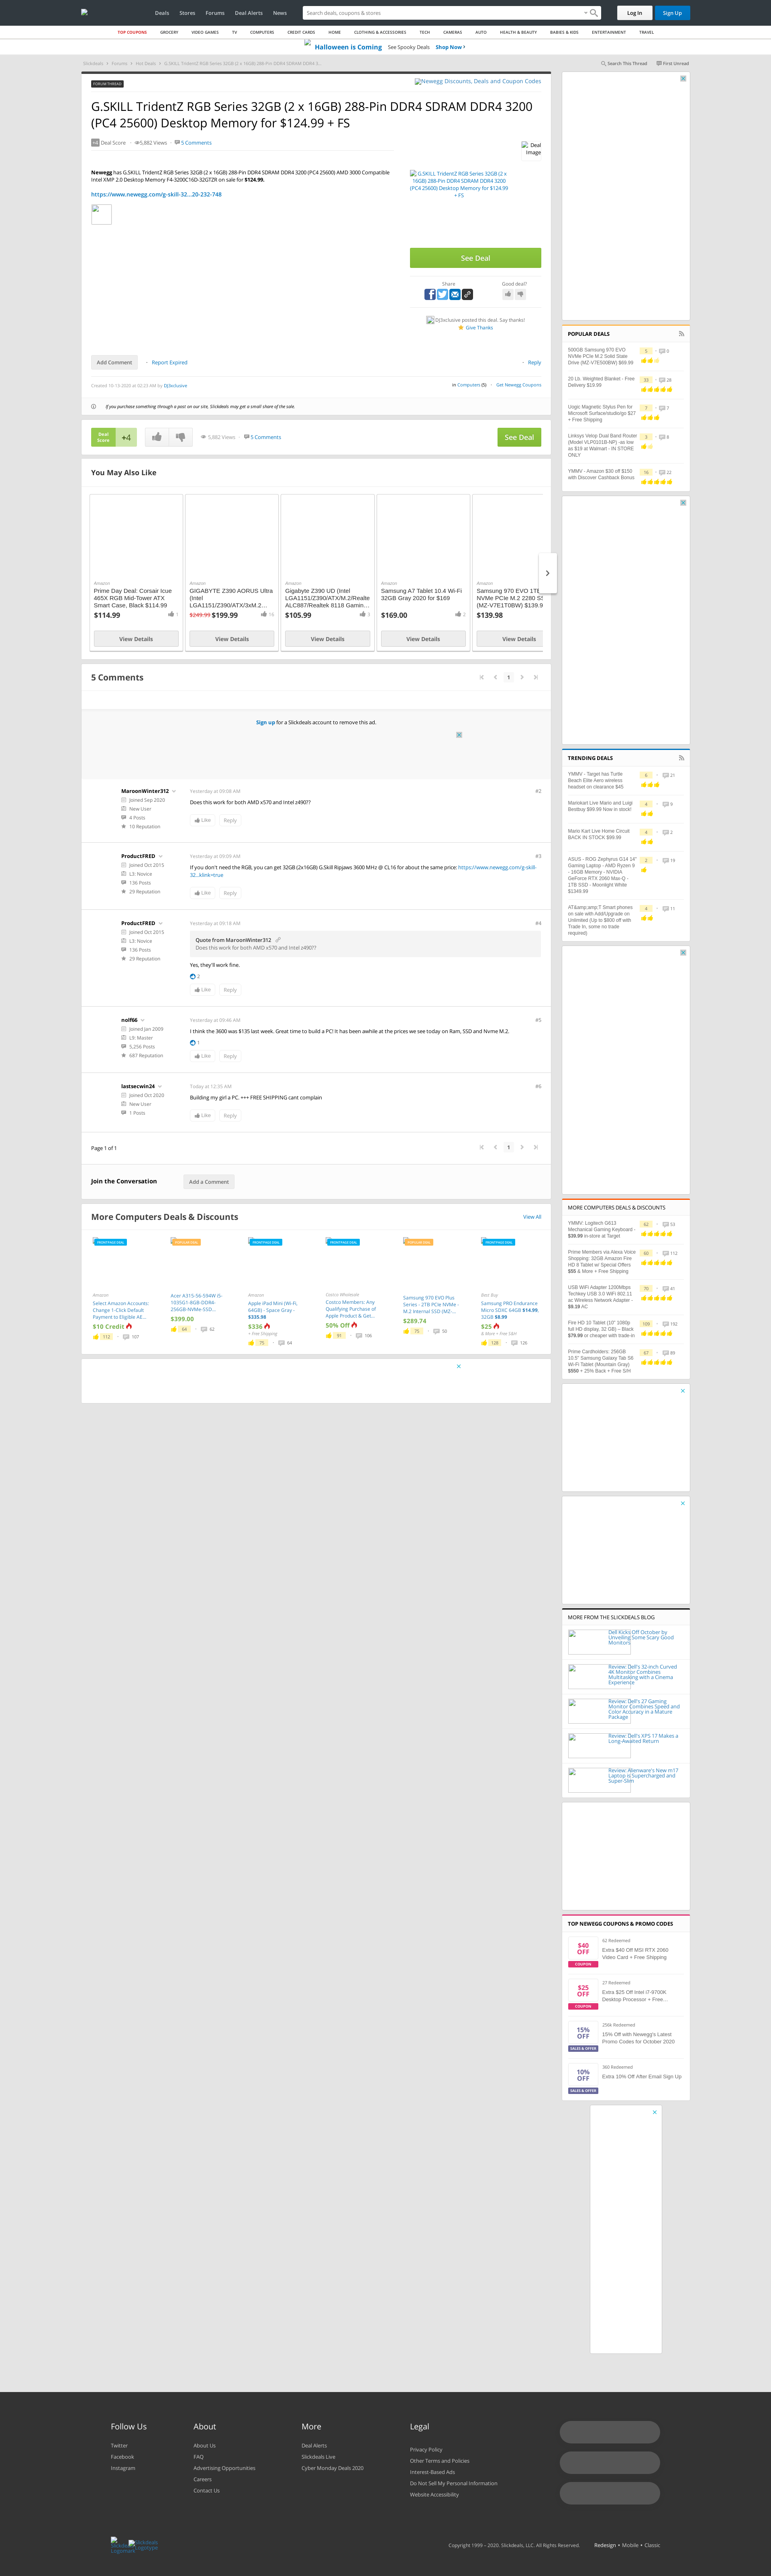 Deals
Stores
Forums
Deal Alerts
News
Search deals, coupons & stores
Log In
Sign Up
TOP COUPONS
GROCERY
VIDEO GAMES
TV
COMPUTERS
CREDIT CARDS
HOME
CLOTHING & ACCESSORIES
TECH
CAMERAS
AUTO
HEALTH & BEAUTY
BABIES & KIDS
ENTERTAINMENT
TRAVEL
Halloween is Coming See Spooky Deals Shop Now ›
Slickdeals > Forums > Hot Deals > G.SKILL TridentZ RGB Series 32GB (2 x 16GB) 288-Pin DDR4 SDRAM DDR4 3...
Search This Thread
First Unread
FORUM THREAD
Newegg Discounts, Deals and Coupon Codes
G.SKILL TridentZ RGB Series 32GB (2 x 16GB) 288-Pin DDR4 SDRAM DDR4 3200
(PC4 25600) Desktop Memory for $124.99 + FS
+4 Deal Score
5,882 Views
5 Comments
Deal
Image
Newegg has G.SKILL TridentZ RGB Series 32GB (2 x 16GB) 288-Pin DDR4 SDRAM DDR4 3200 (PC4 25600) AMD 3000 Compatible
Intel XMP 2.0 Desktop Memory F4-3200C16D-32GTZR on sale for $124.99.
https://www.newegg.com/g-skill-32...20-232-748
G.SKILL TridentZ RGB Series 32GB (2 x
16GB) 288-Pin DDR4 SDRAM DDR4 3200
(PC4 25600) Desktop Memory for $124.99
+ FS
See Deal
Share
Good deal?
DJ3xclusive posted this deal. Say thanks!
Give Thanks
Add Comment
Report Expired
Reply
Created 10-13-2020 at 02:23 AM by DJ3xclusive
in Computers (5)
Get Newegg Coupons
If you purchase something through a post on our site, Slickdeals may get a small share of the sale.
Deal
Score
+4
5,882 Views
5 Comments
See Deal
You May Also Like
Amazon
Prime Day Deal: Corsair Icue
465X RGB Mid-Tower ATX
Smart Case, Black $114.99
$114.99
1
View Details
Amazon
GIGABYTE Z390 AORUS Ultra
(Intel
LGA1151/Z390/ATX/3xM.2...
$249.99 $199.99
16
View Details
Amazon
Gigabyte Z390 UD (Intel
LGA1151/Z390/ATX/M.2/Realte
ALC887/Realtek 8118 Gamin...
$105.99
3
View Details
Amazon
Samsung A7 Tablet 10.4 Wi-Fi
32GB Gray 2020 for $169
$169.00
2
View Details
Amazon
Samsung 970 EVO 1TB
NVMe PCIe M.2 2280 SS
(MZ-V7E1T0BW) $139.9
$139.98
View Details
5 Comments
1
Sign up for a Slickdeals account to remove this ad.
MaroonWinter312
Joined Sep 2020
New User
4 Posts
10 Reputation
Yesterday at 09:08 AM
#2
Does this work for both AMD x570 and Intel z490??
Like
Reply
ProductFRED
Joined Oct 2015
L3: Novice
136 Posts
29 Reputation
Yesterday at 09:09 AM
#3
If you don't need the RGB, you can get 32GB (2x16GB) G.Skill Ripjaws 3600 MHz @ CL16 for about the same price: https://www.newegg.com/g-skill-
32...klink=true
Like
Reply
ProductFRED
Joined Oct 2015
L3: Novice
136 Posts
29 Reputation
Yesterday at 09:18 AM
#4
Quote from MaroonWinter312
Does this work for both AMD x570 and Intel z490??
Yes, they'll work fine.
2
Like
Reply
nolf66
Joined Jan 2009
L9: Master
5,256 Posts
687 Reputation
Yesterday at 09:46 AM
#5
I think the 3600 was $135 last week. Great time to build a PC! It has been awhile at the prices we see today on Ram, SSD and Nvme M.2.
1
Like
Reply
lastsecwin24
Joined Oct 2020
New User
1 Posts
Today at 12:35 AM
#6
Building my girl a PC. +++ FREE SHIPPING cant complain
Like
Reply
Page 1 of 1
1
Join the Conversation
Add a Comment
More Computers Deals & Discounts
View All
FRONTPAGE DEAL
Amazon
Select Amazon Accounts:
Change 1-Click Default
Payment to Eligible AE...
$10 Credit
112
107
POPULAR DEAL
Acer A315-56-594W i5-
1035G1-8GB-DDR4-
256GB-NVMe-SSD...
$399.00
64
62
FRONTPAGE DEAL
Amazon
Apple iPad Mini (Wi-Fi,
64GB) - Space Gray -
$335.98
$336
+ Free Shipping
75
64
FRONTPAGE DEAL
Costco Wholesale
Costco Members: Any
Qualifying Purchase of
Apple Product & Get...
50% Off
91
106
POPULAR DEAL
Samsung 970 EVO Plus
Series - 2TB PCIe NVMe -
M.2 Internal SSD (MZ-...
$289.74
75
50
FRONTPAGE DEAL
Best Buy
Samsung PRO Endurance
Micro SDXC 64GB $14.99,
32GB $8.99
$25
& More + Free S&H
128
126
POPULAR DEALS
500GB Samsung 970 EVO
NVMe PCIe M.2 Solid State
Drive (MZ-V7E500BW) $69.99
5
0
20 Lb. Weighted Blanket - Free
Delivery $19.99
33
28
Uogic Magnetic Stylus Pen for
Microsoft Surface/studio/go $27
+ Free Shipping
7
7
Linksys Velop Dual Band Router
(Model VLP0101B-NP) -as low
as $19 at Walmart - IN STORE
ONLY
3
8
YMMV - Amazon $30 off $150
with Discover Cashback Bonus
16
22
TRENDING DEALS
YMMV - Target has Turtle
Beach Elite Aero wireless
headset on clearance $45
6
21
Mariokart Live Mario and Luigi
Bestbuy $99.99 Now in stock!
4
9
Mario Kart Live Home Circuit
BACK IN STOCK $99.99
4
2
ASUS - ROG Zephyrus G14 14"
Gaming Laptop - AMD Ryzen 9
- 16GB Memory - NVIDIA
GeForce RTX 2060 Max-Q -
1TB SSD - Moonlight White
$1349.99
2
19
AT&amp;amp;T Smart phones
on sale with Add/Upgrade on
Unlimited (Up to $800 off with
Trade In, some no trade
required)
4
11
MORE COMPUTERS DEALS & DISCOUNTS
YMMV: Logitech G613
Mechanical Gaming Keyboard -
$39.99 In-store at Target
62
53
Prime Members via Alexa Voice
Shopping: 32GB Amazon Fire
HD 8 Tablet w/ Special Offers
$55 & More + Free Shipping
60
112
USB WiFi Adapter 1200Mbps
Techkey USB 3.0 WiFi 802.11
ac Wireless Network Adapter -
$9.19 AC
70
41
Fire HD 10 Tablet (10" 1080p
full HD display, 32 GB) – Black
$79.99 or cheaper with trade-in
100
192
Prime Cardholders: 256GB
10.5" Samsung Galaxy Tab S6
Wi-Fi Tablet (Mountain Gray)
$550 + 25% Back + Free S/H
67
89
MORE FROM THE SLICKDEALS BLOG
Dell Kicks Off October by
Unveiling Some Scary Good
Monitors
Review: Dell's 32-inch Curved
4K Monitor Combines
Multitasking with a Cinema
Experience
Review: Dell's 27 Gaming
Monitor Combines Speed and
Color Accuracy in a Mature
Package
Review: Dell's XPS 17 Makes a
Long-Awaited Return
Review: Alienware's New m17
Laptop is Supercharged and
Super-Slim
TOP NEWEGG COUPONS & PROMO CODES
$40
OFF
COUPON
62 Redeemed
Extra $40 Off MSI RTX 2060
Video Card + Free Shipping
$25
OFF
COUPON
27 Redeemed
Extra $25 Off Intel i7-9700K
Desktop Processor + Free...
15%
OFF
SALES & OFFER
256k Redeemed
15% Off with Newegg's Latest
Promo Codes for October 2020
10%
OFF
SALES & OFFER
360 Redeemed
Extra 10% Off After Email Sign Up
Follow Us
Twitter
Facebook
Instagram
About
About Us
FAQ
Advertising Opportunities
Careers
Contact Us
More
Deal Alerts
Slickdeals Live
Cyber Monday Deals 2020
Legal
Privacy Policy
Other Terms and Policies
Interest-Based Ads
Do Not Sell My Personal Information
Website Accessibility
Slickdeals
Logotype
Copyright 1999 – 2020. Slickdeals, LLC. All Rights Reserved.
Redesign • Mobile • Classic